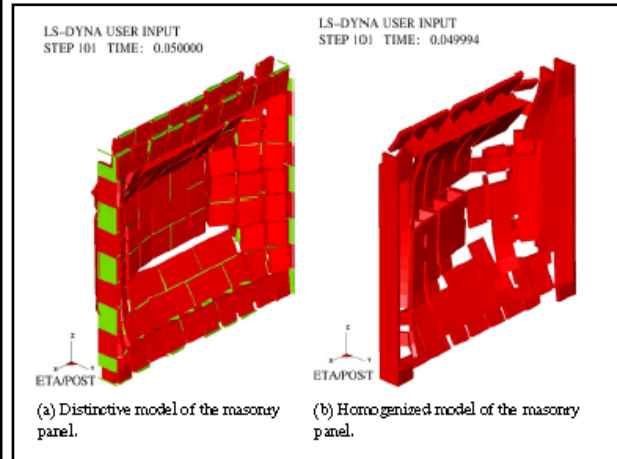 LS-DYNA USER INPUT
STEP 101 TIME: 0.050000
Z
X Y
ETA/POST
(a) Distinctive model of the masonry
panel.
LS-DYNA USER INPUT
STEP 101 TIME: 0.049994
Z
X Y
ETA/POST
(b) Homogenized model of the masonry
panel.